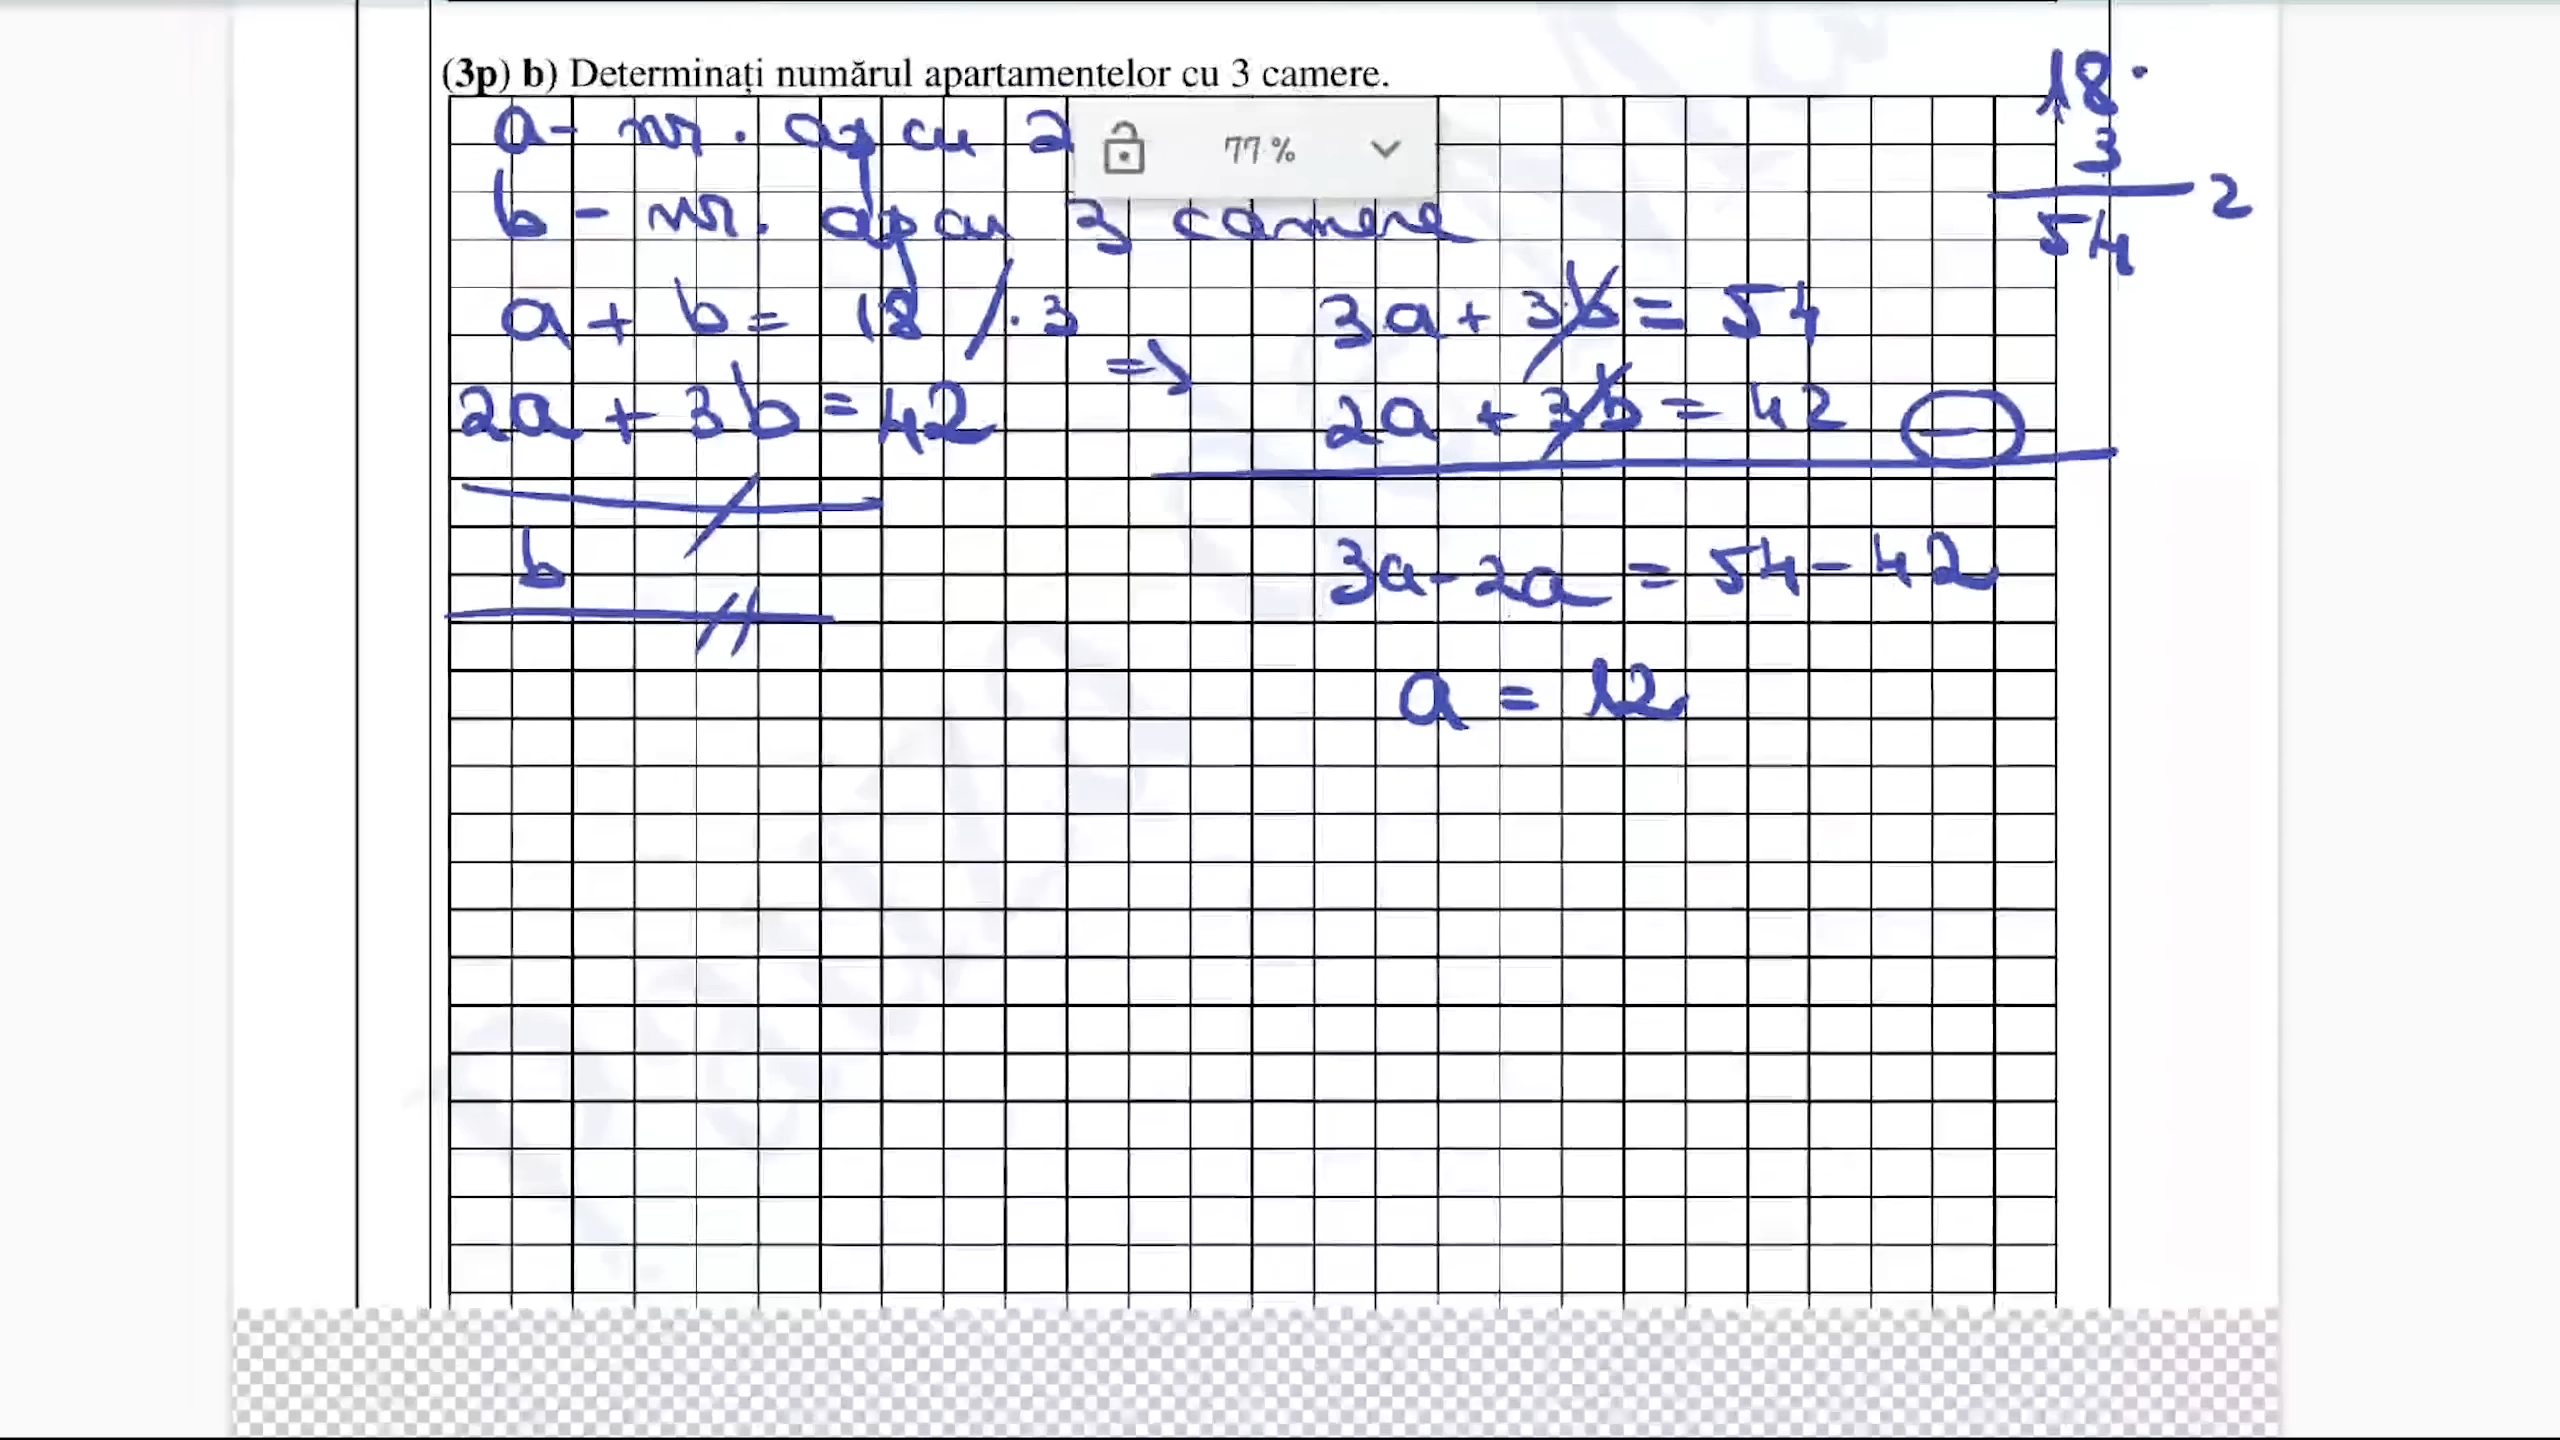 (3p) b) Determinați numărul apartamentelor cu 3 camere.
a - nr. ap cu 2
77 %
b - nr. ap cu 3 camere
a + b = 18 / · 3
2a + 3b = 42
b
=>
3a + 3b = 54
2a + 3b = 42 -
3a - 2a = 54 - 42
a = 12
18 ·
3
54
2